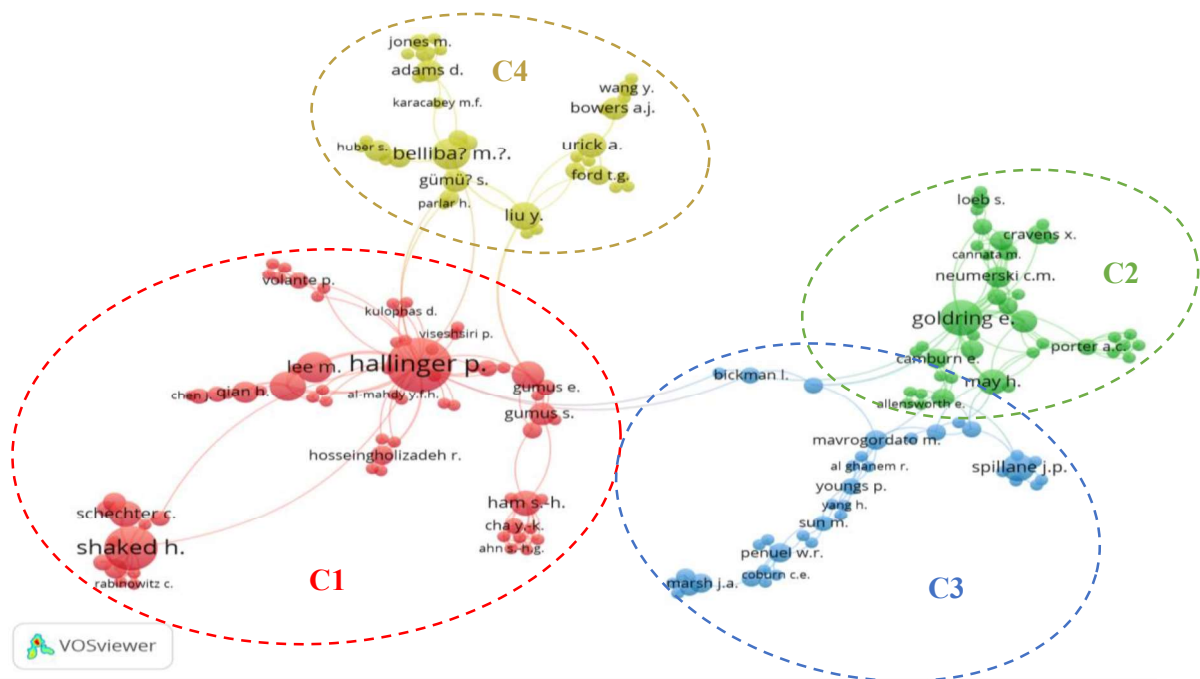 jones m.
adams d.
C4
wang y.
bowers a.j.
karacabey m.f.
huber s.
belliba? m.?.
urick a.
gümü? s.
ford t.g.
parlar h.
liu y.
loeb s.
cravens x.
cannata m.
neumerski c.m.
C2
goldring e.
camburn e.
porter a.c.
may h.
allensworth e.
volante p.
kulophas d.
viseshsiri p.
lee m.
hallinger p.
chen j.
qian h.
al-mahdy y.f.h.
gumus e.
gumus s.
hosseingholizadeh r.
ham s.-h.
cha y.-k.
ahn s.-h.g.
schechter c.
shaked h.
rabinowitz c.
C1
bickman l.
mavrogordato m.
al ghanem r.
spillane j.p.
youngs p.
yang h.
sun m.
penuel w.r.
coburn c.e.
marsh j.a.
C3
VOSviewer